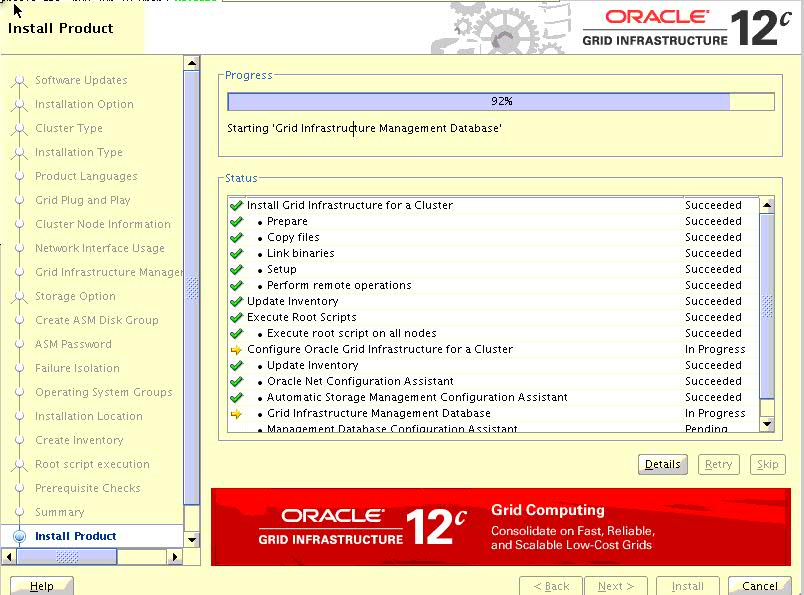 Install Product
ORACLE
GRID INFRASTRUCTURE 12c
Software Updates
Installation Option
Cluster Type
Installation Type
Product Languages
Grid Plug and Play
Cluster Node Information
Network Interface Usage
Grid Infrastructure Manager
Storage Option
Create ASM Disk Group
ASM Password
Failure Isolation
Operating System Groups
Installation Location
Create Inventory
Root script execution
Prerequisite Checks
Summary
Install Product
Progress
92%
Starting 'Grid Infrastructure Management Database'
Status
Install Grid Infrastructure for a Cluster Succeeded
• Prepare Succeeded
• Copy files Succeeded
• Link binaries Succeeded
• Setup Succeeded
• Perform remote operations Succeeded
Update Inventory Succeeded
Execute Root Scripts Succeeded
• Execute root script on all nodes Succeeded
Configure Oracle Grid Infrastructure for a Cluster In Progress
• Update Inventory Succeeded
• Oracle Net Configuration Assistant Succeeded
• Automatic Storage Management Configuration Assistant Succeeded
• Grid Infrastructure Management Database In Progress
• Management Database Configuration Assistant Pending
Details Retry Skip
ORACLE
GRID INFRASTRUCTURE 12c
Grid Computing
Consolidate on Fast, Reliable,
and Scalable Low-Cost Grids
Help < Back Next > Install Cancel